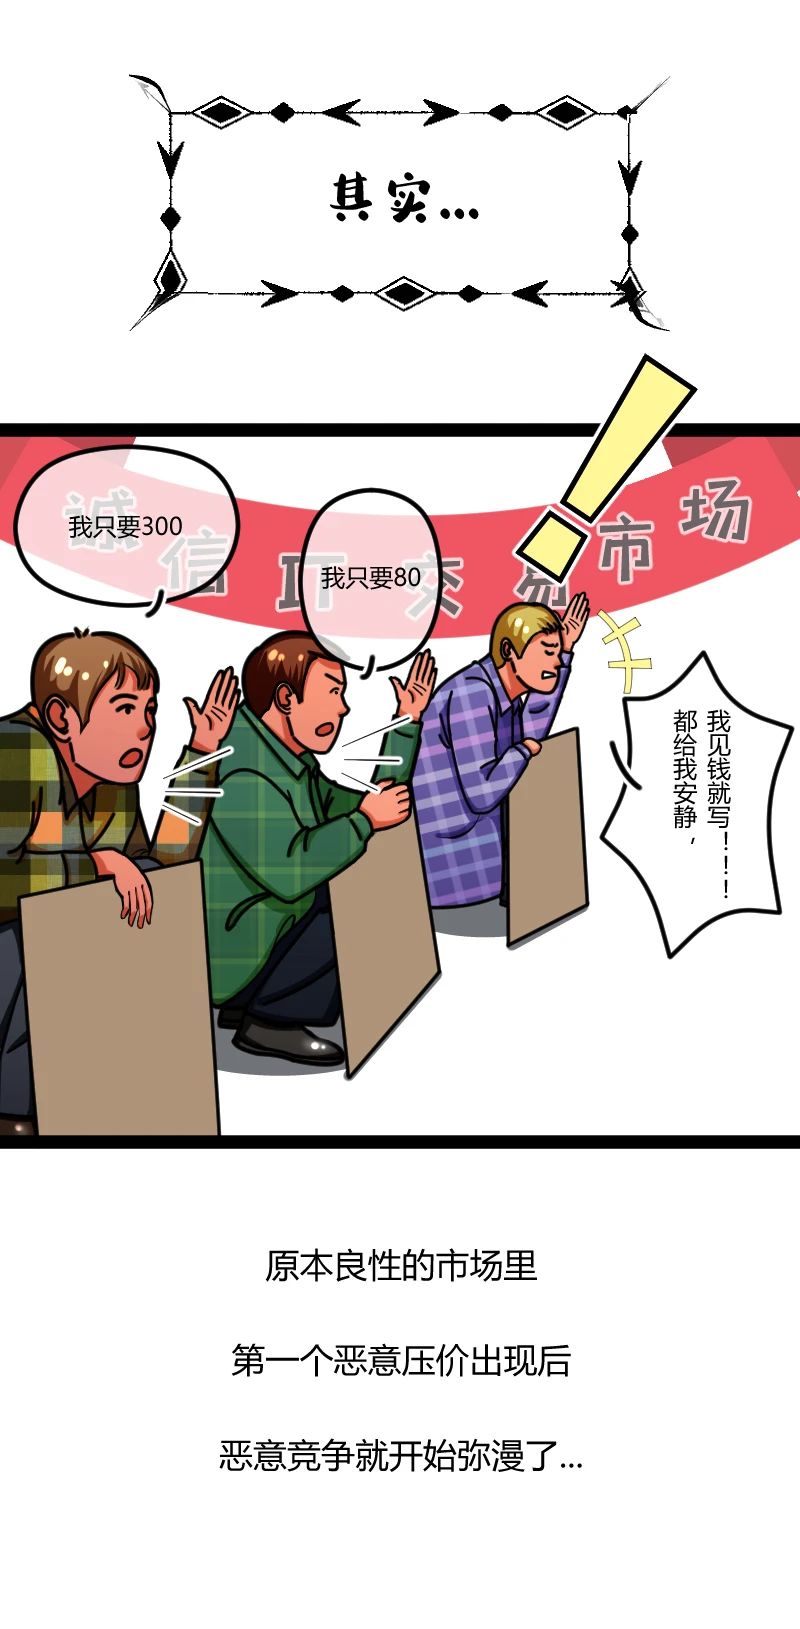 其实...
诚信IT交易市场
我只要300
我只要80
都给我安静，
我见钱就写！！！
原本良性的市场里
第一个恶意压价出现后
恶意竞争就开始弥漫了...